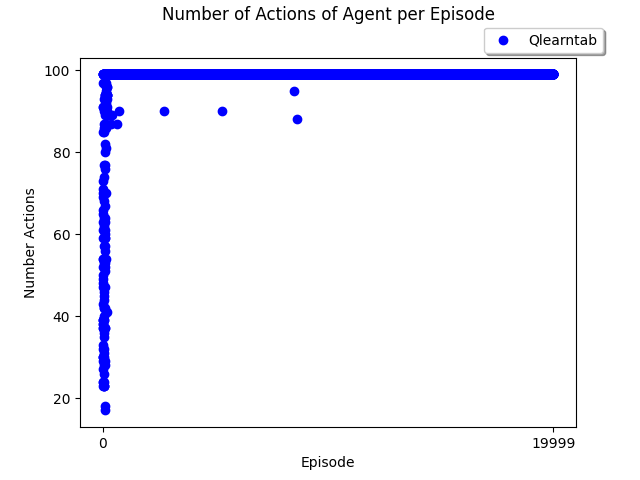 Number of Actions of Agent per Episode
Qlearntab
100
80
60
40
20
Number Actions
0
19999
Episode